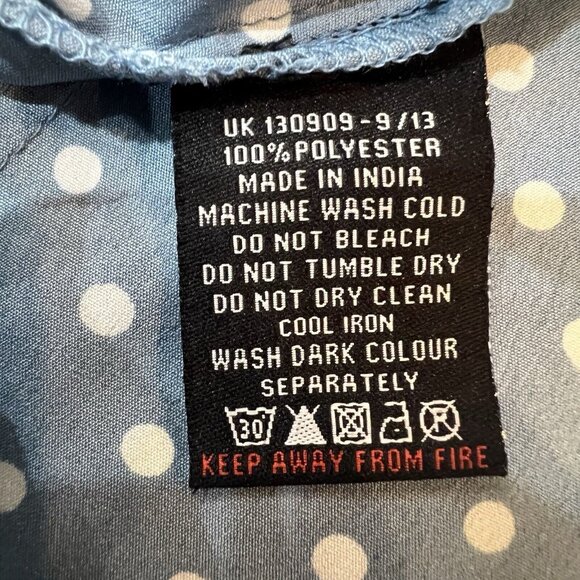 UK 130909-9/13
100% POLYESTER
MADE IN INDIA
MACHINE WASH COLD
DO NOT BLEACH
DO NOT TUMBLE DRY
DO NOT DRY CLEAN
COOL IRON
WASH DARK COLOUR
SEPARATELY
30
KEEP AWAY FROM FIRE